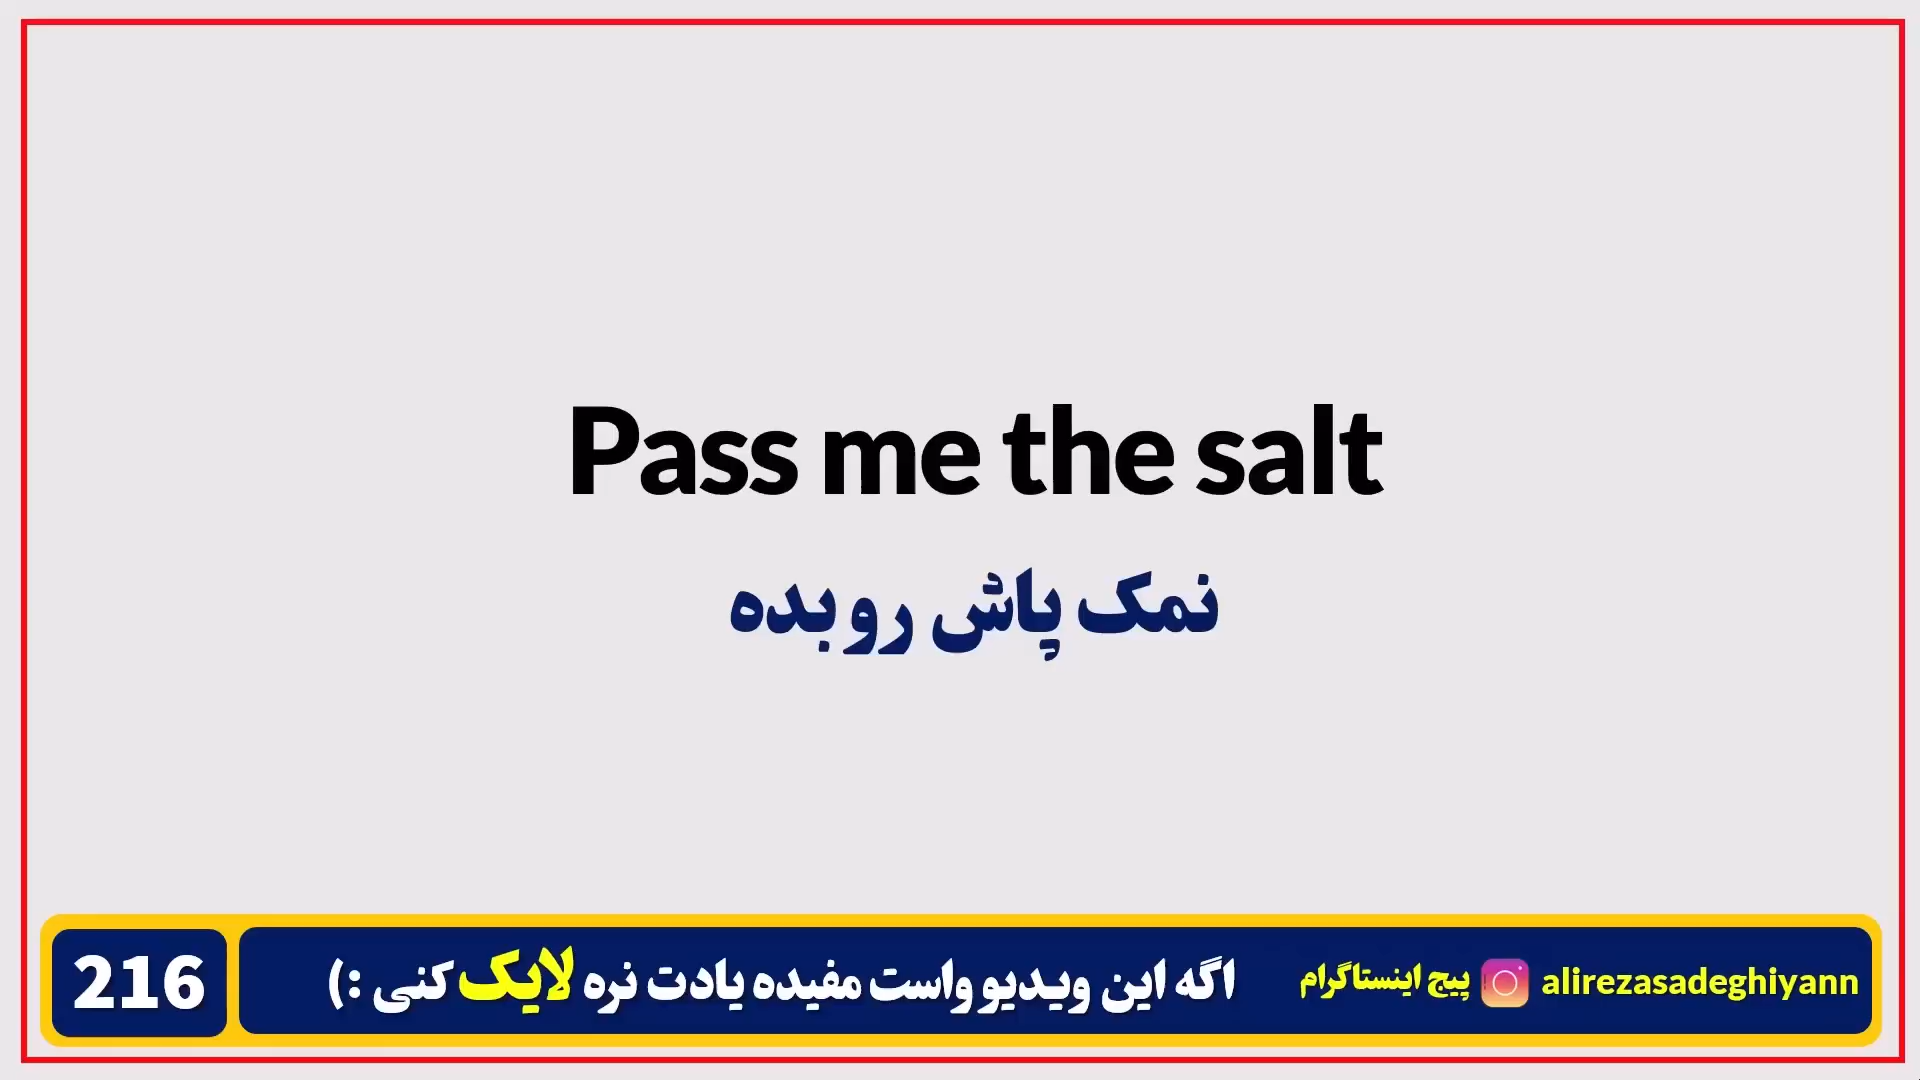 Pass me the salt
نمک پاش رو بده
216
اگه این ویدیو واست مفیده یادت نره لایک کنی :)
پیج اینستاگرام alirezasadeghiyann